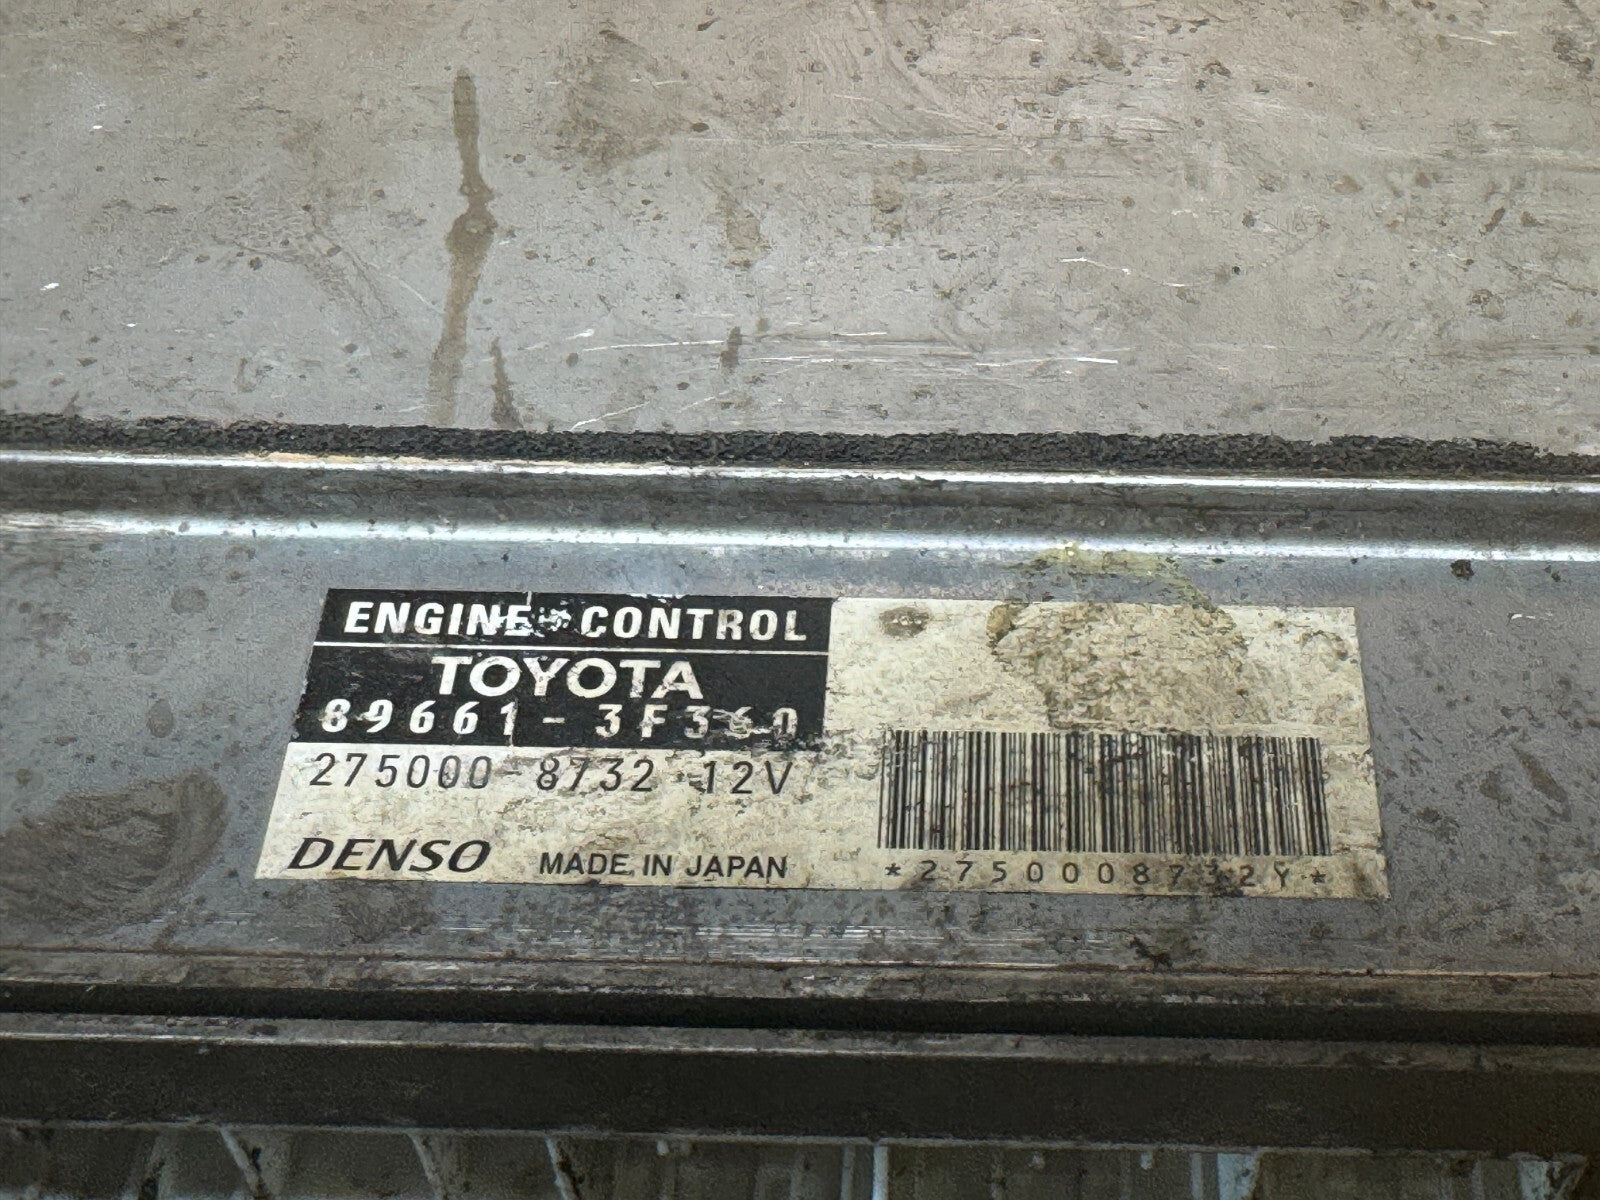 ENGINE CONTROL
TOYOTA
89661-3F360
275000-8732 12V
DENSO MADE IN JAPAN
*2750008732Y*